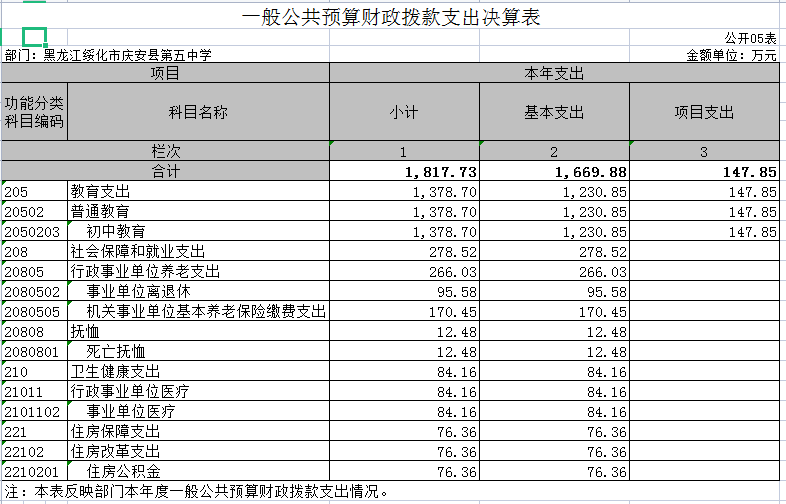 一般公共预算财政拨款支出决算表
公开05表
部门：黑龙江绥化市庆安县第五中学 金额单位：万元
项目 本年支出
功能分类科目编码 科目名称 小计 基本支出 项目支出
栏次 1 2 3
合计 1,817.73 1,669.88 147.85
205 教育支出 1,378.70 1,230.85 147.85
20502 普通教育 1,378.70 1,230.85 147.85
2050203 初中教育 1,378.70 1,230.85 147.85
208 社会保障和就业支出 278.52 278.52
20805 行政事业单位养老支出 266.03 266.03
2080502 事业单位离退休 95.58 95.58
2080505 机关事业单位基本养老保险缴费支出 170.45 170.45
20808 抚恤 12.48 12.48
2080801 死亡抚恤 12.48 12.48
210 卫生健康支出 84.16 84.16
21011 行政事业单位医疗 84.16 84.16
2101102 事业单位医疗 84.16 84.16
221 住房保障支出 76.36 76.36
22102 住房改革支出 76.36 76.36
2210201 住房公积金 76.36 76.36
注：本表反映部门本年度一般公共预算财政拨款支出情况。